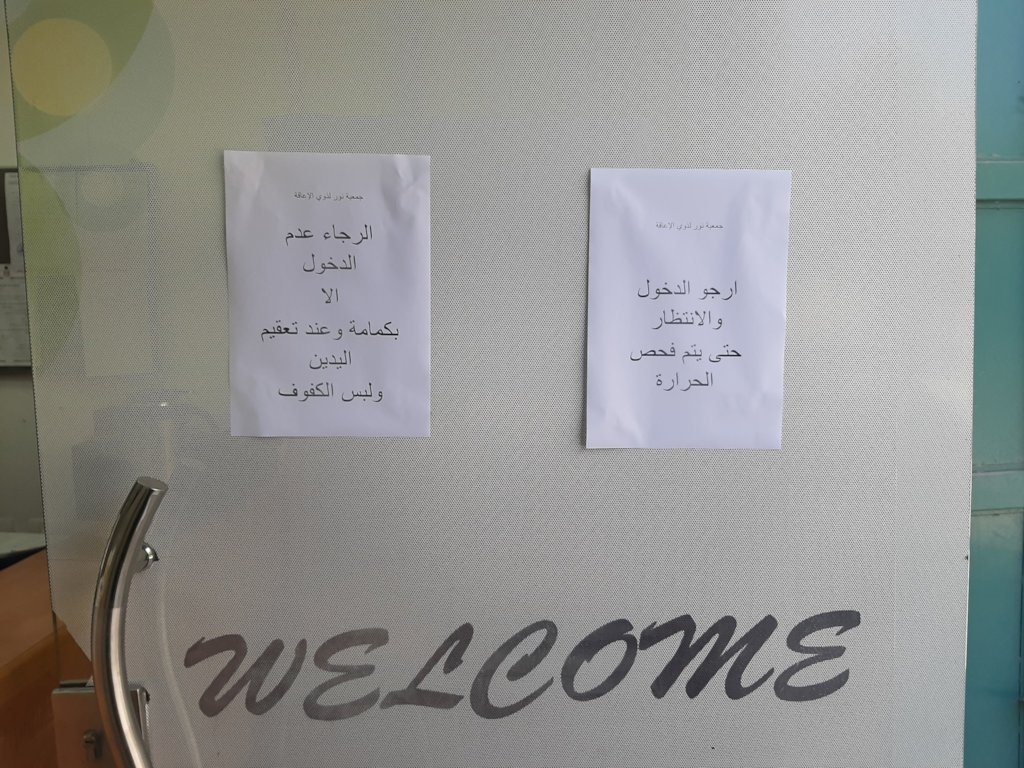 جمعية نور لذوي الإعاقة
الرجاء عدم
الدخول
الا
بكمامة وعند تعقيم
اليدين
ولبس الكفوف
جمعية نور لذوي الإعاقة
ارجو الدخول
والانتظار
حتى يتم فحص
الحرارة
WELCOME